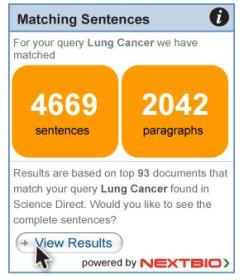 Matching Sentences i
For your query Lung Cancer we have
matched
4669 2042
sentences paragraphs
Results are based on top 93 documents that
match your query Lung Cancer found in
Science Direct. Would you like to see the
complete sentences?
View Results
powered by NEXTBIO